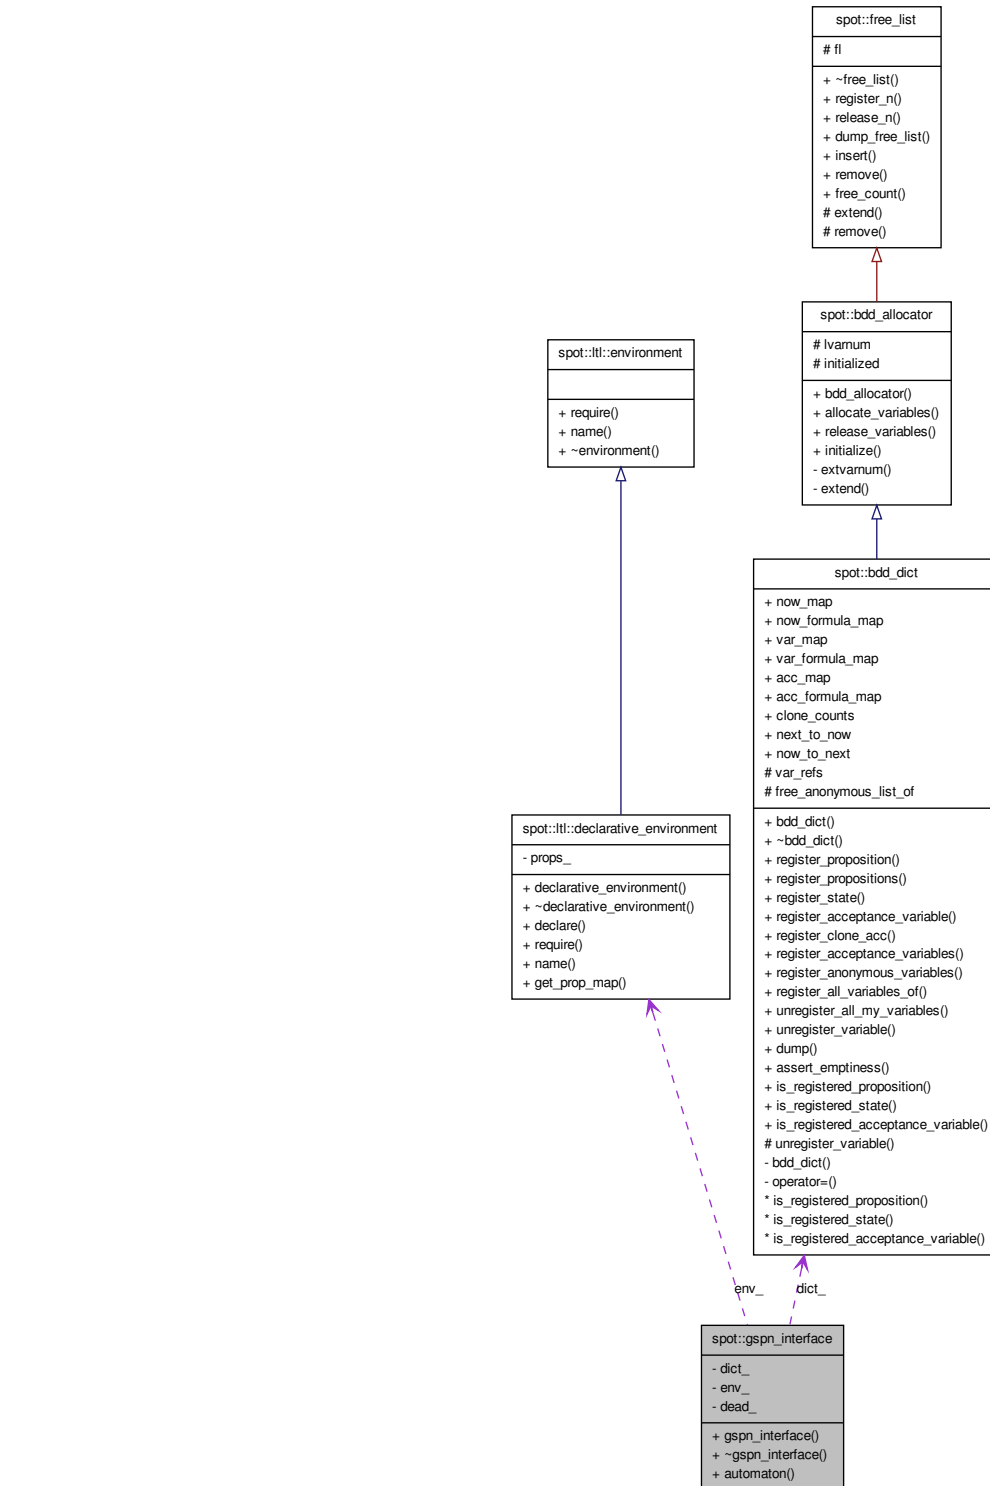 spot::free_list
# fl
+ ~free_list()
+ register_n()
+ release_n()
+ dump_free_list()
+ insert()
+ remove()
+ free_count()
# extend()
# remove()
spot::bdd_allocator
# lvarnum
# initialized
+ bdd_allocator()
+ allocate_variables()
+ release_variables()
+ initialize()
- extvarnum()
- extend()
spot::ltl::environment
+ require()
+ name()
+ ~environment()
spot::bdd_dict
+ now_map
+ now_formula_map
+ var_map
+ var_formula_map
+ acc_map
+ acc_formula_map
+ clone_counts
+ next_to_now
+ now_to_next
# var_refs
# free_anonymous_list_of
+ bdd_dict()
+ ~bdd_dict()
+ register_proposition()
+ register_propositions()
+ register_state()
+ register_acceptance_variable()
+ register_clone_acc()
+ register_acceptance_variables()
+ register_anonymous_variables()
+ register_all_variables_of()
+ unregister_all_my_variables()
+ unregister_variable()
+ dump()
+ assert_emptiness()
+ is_registered_proposition()
+ is_registered_state()
+ is_registered_acceptance_variable()
# unregister_variable()
- bdd_dict()
- operator=()
* is_registered_proposition()
* is_registered_state()
* is_registered_acceptance_variable()
spot::ltl::declarative_environment
- props_
+ declarative_environment()
+ ~declarative_environment()
+ declare()
+ require()
+ name()
+ get_prop_map()
env_
dict_
spot::gspn_interface
- dict_
- env_
- dead_
+ gspn_interface()
+ ~gspn_interface()
+ automaton()